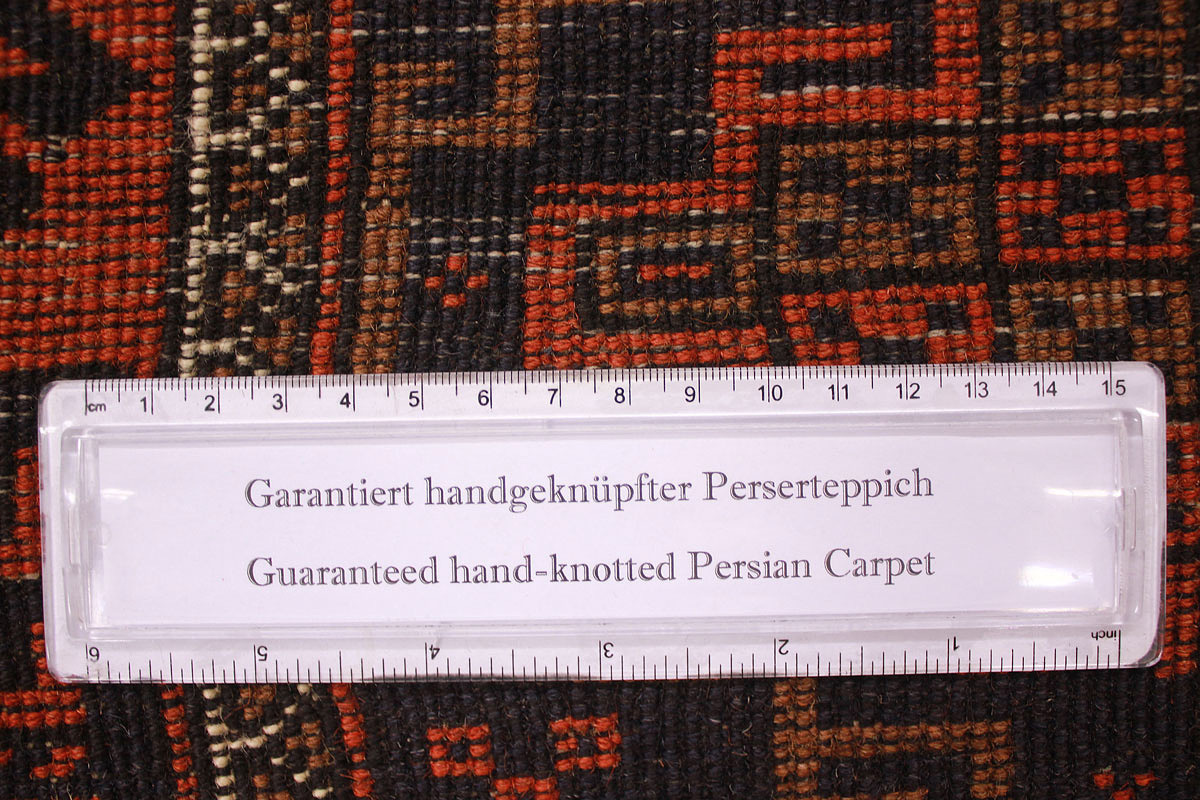 cm 1 2 3 4 5 6 7 8 9 10 11 12 13 14 15
Garantiert handgeknüpfter Perserteppich
Guaranteed hand-knotted Persian Carpet
6 5 4 3 2 1 inch